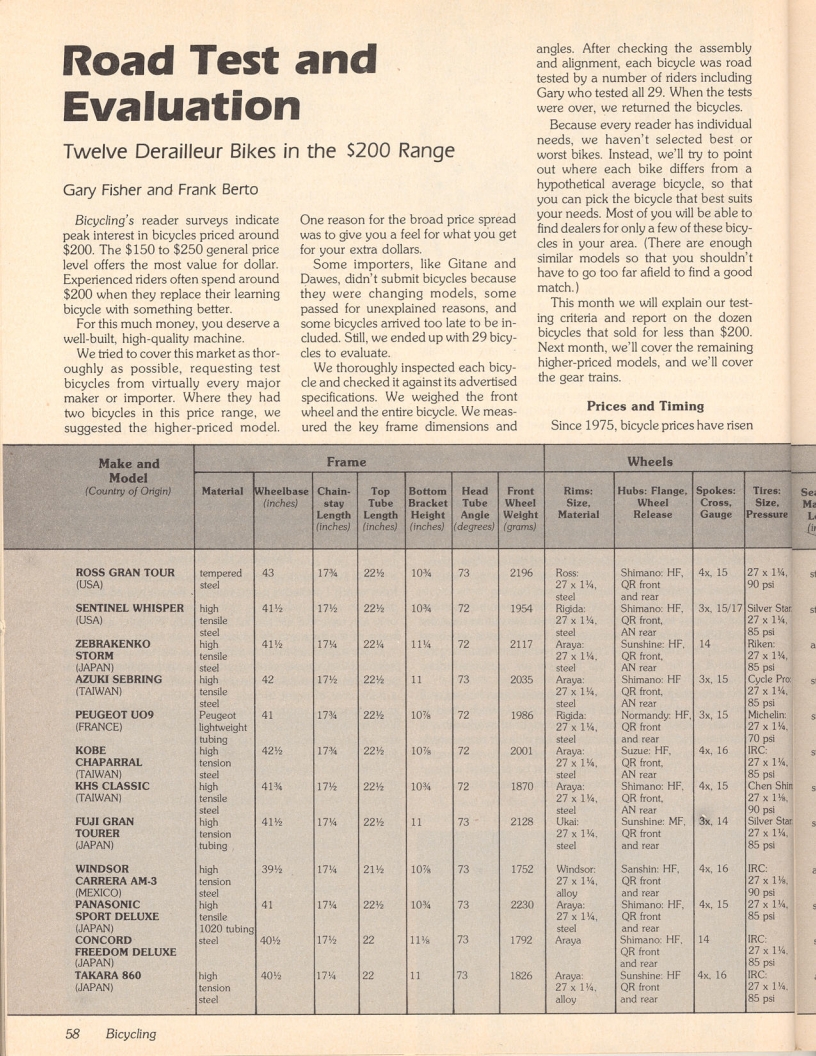 Road Test and
Evaluation
Twelve Derailleur Bikes in the $200 Range
Gary Fisher and Frank Berto
Bicycling's reader surveys indicate
peak interest in bicycles priced around
$200. The $150 to $250 general price
level offers the most value for dollar.
Experienced riders often spend around
$200 when they replace their learning
bicycle with something better.
For this much money, you deserve a
well-built, high-quality machine.
We tried to cover this market as thor-
oughly as possible, requesting test
bicycles from virtually every major
maker or importer. Where they had
two bicycles in this price range, we
suggested the higher-priced model.
One reason for the broad price spread
was to give you a feel for what you get
for your extra dollars.
Some importers, like Gitane and
Dawes, didn't submit bicycles because
they were changing models, some
passed for unexplained reasons, and
some bicycles arrived too late to be in-
cluded. Still, we ended up with 29 bicy-
cles to evaluate.
We thoroughly inspected each bicy-
cle and checked it against its advertised
specifications. We weighed the front
wheel and the entire bicycle. We meas-
ured the key frame dimensions and
angles. After checking the assembly
and alignment, each bicycle was road
tested by a number of riders including
Gary who tested all 29. When the tests
were over, we returned the bicycles.
Because every reader has individual
needs, we haven't selected best or
worst bikes. Instead, we'll try to point
out where each bike differs from a
hypothetical average bicycle, so that
you can pick the bicycle that best suits
your needs. Most of you will be able to
find dealers for only a few of these bicy-
cles in your area. (There are enough
similar models so that you shouldn't
have to go too far afield to find a good
match.)
This month we will explain our test-
ing criteria and report on the dozen
bicycles that sold for less than $200.
Next month, we'll cover the remaining
higher-priced models, and we'll cover
the gear trains.
Prices and Timing
Since 1975, bicycle prices have risen
Make and Frame Wheels
Model
(Country of Origin) Material Wheelbase Chain- Top Bottom Head Front Rims: Hubs: Flange, Spokes: Tires:
(inches) stay Tube Bracket Tube Wheel Size, Wheel Cross, Size,
Length Length Height Angle Weight Material Release Gauge Pressure
(inches) (inches) (inches) (degrees) (grams)
ROSS GRAN TOUR tempered 43 17¾ 22½ 10¾ 73 2196 Ross: Shimano: HF, 4x, 15 27 x 1¼,
(USA) steel 27 x 1¼, QR front 90 psi
steel and rear
SENTINEL WHISPER high 41½ 17½ 22½ 10¾ 72 1954 Rigida: Shimano: HF, 3x, 15/17 Silver Star
(USA) tensile 27 x 1¼, QR front, 27 x 1¼,
steel steel AN rear 85 psi
ZEBRAKENKO high 41½ 17¾ 22¼ 11¼ 72 2117 Araya: Sunshine: HF, 14 Riken:
STORM tensile 27 x 1¼, QR front, 27 x 1¼,
(JAPAN) steel steel AN rear 85 psi
AZUKI SEBRING high 42 17½ 22½ 11 73 2035 Araya: Shimano: HF 3x, 15 Cycle Pro:
(TAIWAN) tensile 27 x 1¼, QR front, 27 x 1¼,
steel steel AN rear 85 psi
PEUGEOT UO9 Peugeot 41 17¾ 22½ 10⅞ 72 1986 Rigida: Normandy: HF, 3x, 15 Michelin:
(FRANCE) lightweight 27 x 1¼, QR front 27 x 1¼,
tubing steel and rear 70 psi
KOBE high 42½ 17¾ 22½ 10⅞ 72 2001 Araya: Suzue: HF, 4x, 16 IRC:
CHAPARRAL tension 27 x 1¼, QR front, 27 x 1¼,
(TAIWAN) steel steel AN rear 85 psi
KHS CLASSIC high 41¾ 17½ 22½ 10¾ 72 1870 Araya: Shimano: HF, 4x, 15 Chen Shin
(TAIWAN) tensile 27 x 1¼, QR front, 27 x 1⅛,
steel steel AN rear 90 psi
FUJI GRAN high 41½ 17¼ 22½ 11 73 2128 Ukai: Sunshine: MF, 3x, 14 Silver Star
TOURER tension 27 x 1¼, QR front 27 x 1¼,
(JAPAN) tubing steel and rear 85 psi
WINDSOR high 39½ 17¼ 21½ 10⅞ 73 1752 Windsor: Sanshin: HF, 4x, 16 IRC:
CARRERA AM-3 tension 27 x 1¼, QR front 27 x 1⅛,
(MEXICO) steel alloy and rear 90 psi
PANASONIC high 41 17¼ 22½ 10¾ 73 2230 Araya: Shimano: HF, 4x, 15 27 x 1¼,
SPORT DELUXE tensile 27 x 1¼, QR front 85 psi
(JAPAN) 1020 tubing steel and rear
CONCORD steel 40½ 17½ 22 11⅛ 73 1792 Araya Shimano: HF, 14 IRC:
FREEDOM DELUXE QR front 27 x 1¼,
(JAPAN) and rear 85 psi
TAKARA 860 high 40½ 17¼ 22 11 73 1826 Araya: Sunshine: HF 4x, 16 IRC:
(JAPAN) tension 27 x 1¼, QR front 27 x 1¼,
steel alloy and rear 85 psi
58 Bicycling